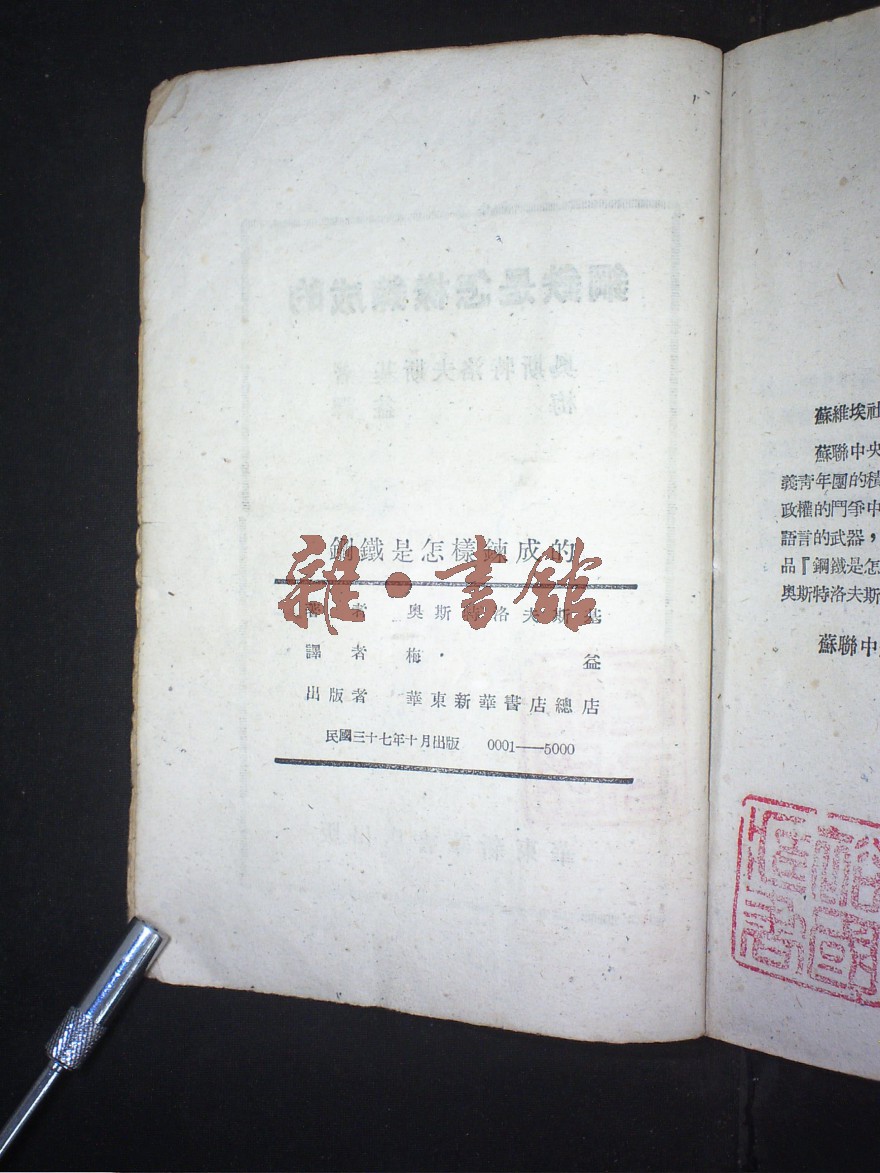 鋼鐵是怎樣鍊成的
著者 奥斯特洛夫斯基
譯者 梅·益
出版者 華東新華書店總店
民國三十七年十月出版 0001——5000
雜·書館
蘇維埃社
蘇聯中央
義青年團的積
政權的鬥爭中
語言的武器，
品『鋼鐵是怎
奥斯特洛夫斯
蘇聯中